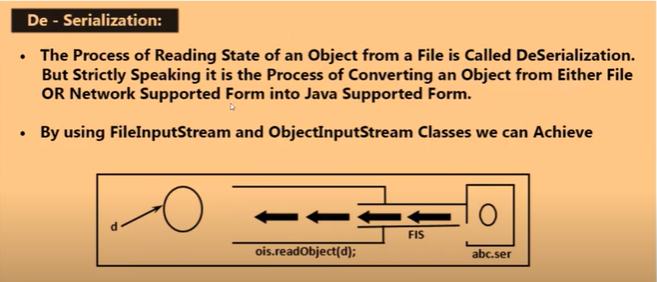 De - Serialization:
• The Process of Reading State of an Object from a File is Called DeSerialization.
But Strictly Speaking it is the Process of Converting an Object from Either File
OR Network Supported Form into Java Supported Form.
• By using FileInputStream and ObjectInputStream Classes we can Achieve
d
FIS
ois.readObject(d);
abc.ser